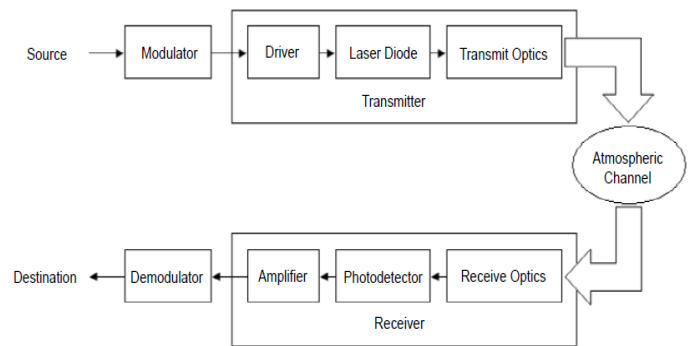 Source
Modulator
Driver
Laser Diode
Transmit Optics
Transmitter
Atmospheric
Channel
Destination
Demodulator
Amplifier
Photodetector
Receive Optics
Receiver